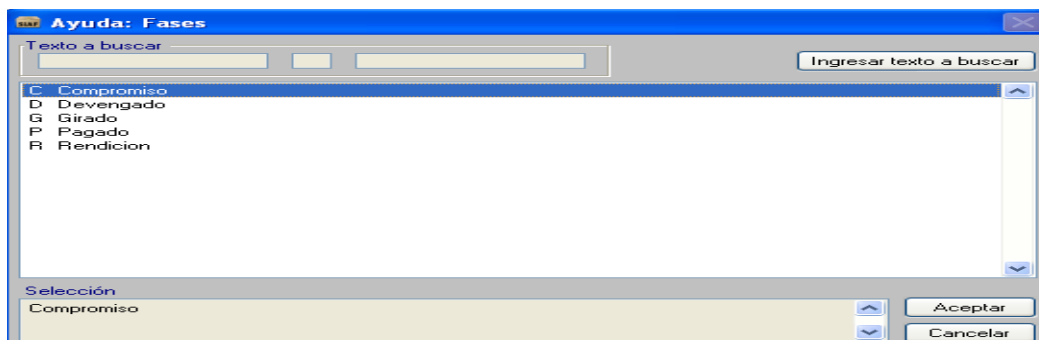 SIAF Ayuda: Fases
Texto a buscar
Ingresar texto a buscar
C Compromiso
D Devengado
G Girado
P Pagado
R Rendicion
Selección
Compromiso
Aceptar
Cancelar